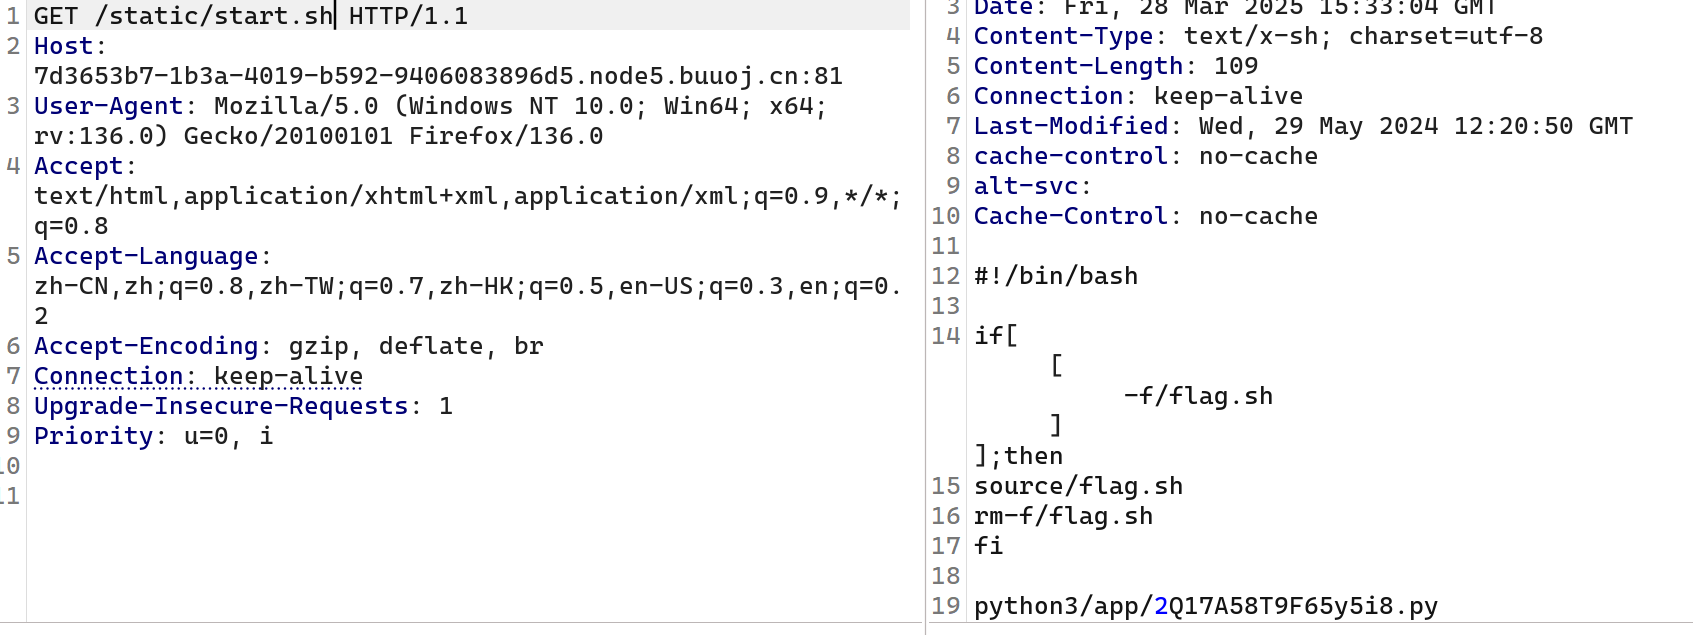 1 GET /static/start.sh HTTP/1.1
2 Host:
7d3653b7-1b3a-4019-b592-9406083896d5.node5.buuoj.cn:81
3 User-Agent: Mozilla/5.0 (Windows NT 10.0; Win64; x64;
rv:136.0) Gecko/20100101 Firefox/136.0
4 Accept:
text/html,application/xhtml+xml,application/xml;q=0.9,*/*;
q=0.8
5 Accept-Language:
zh-CN,zh;q=0.8,zh-TW;q=0.7,zh-HK;q=0.5,en-US;q=0.3,en;q=0.
2
6 Accept-Encoding: gzip, deflate, br
7 Connection: keep-alive
8 Upgrade-Insecure-Requests: 1
9 Priority: u=0, i
10
11
3 Date: Fri, 28 Mar 2025 15:33:04 GMT
4 Content-Type: text/x-sh; charset=utf-8
5 Content-Length: 109
6 Connection: keep-alive
7 Last-Modified: Wed, 29 May 2024 12:20:50 GMT
8 cache-control: no-cache
9 alt-svc:
10 Cache-Control: no-cache
11
12 #!/bin/bash
13
14 if[
[
-f/flag.sh
]
];then
15 source/flag.sh
16 rm-f/flag.sh
17 fi
18
19 python3/app/2Q17A58T9F65y5i8.py